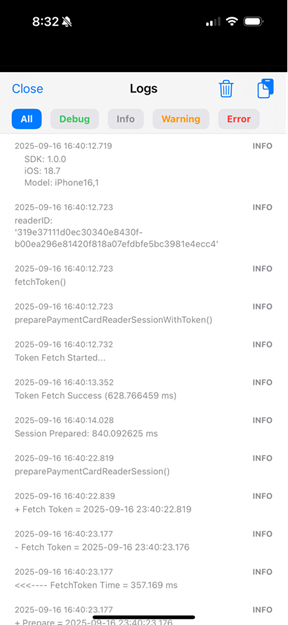 8:32
Close Logs
All Debug Info Warning Error
2025-09-16 16:40:12.719 INFO
SDK: 1.0.0
iOS: 18.7
Model: iPhone16,1
2025-09-16 16:40:12.723 INFO
readerID:
'319e37111d0ec30340e8430f-
b00ea296e81420f818a07efdbfe5bc3981e4ecc4'
2025-09-16 16:40:12.723 INFO
fetchToken()
2025-09-16 16:40:12.723 INFO
preparePaymentCardReaderSessionWithToken()
2025-09-16 16:40:12.732 INFO
Token Fetch Started...
2025-09-16 16:40:13.352 INFO
Token Fetch Success (628.766459 ms)
2025-09-16 16:40:14.028 INFO
Session Prepared: 840.092625 ms
2025-09-16 16:40:22.819 INFO
preparePaymentCardReaderSession()
2025-09-16 16:40:22.839 INFO
+ Fetch Token = 2025-09-16 23:40:22.819
2025-09-16 16:40:23.177 INFO
- Fetch Token = 2025-09-16 23:40:23.176
2025-09-16 16:40:23.177 INFO
<<<---- FetchToken Time = 357.169 ms
2025-09-16 16:40:23.177 INFO
+ Prepare = 2025-09-16 23:40:23.176